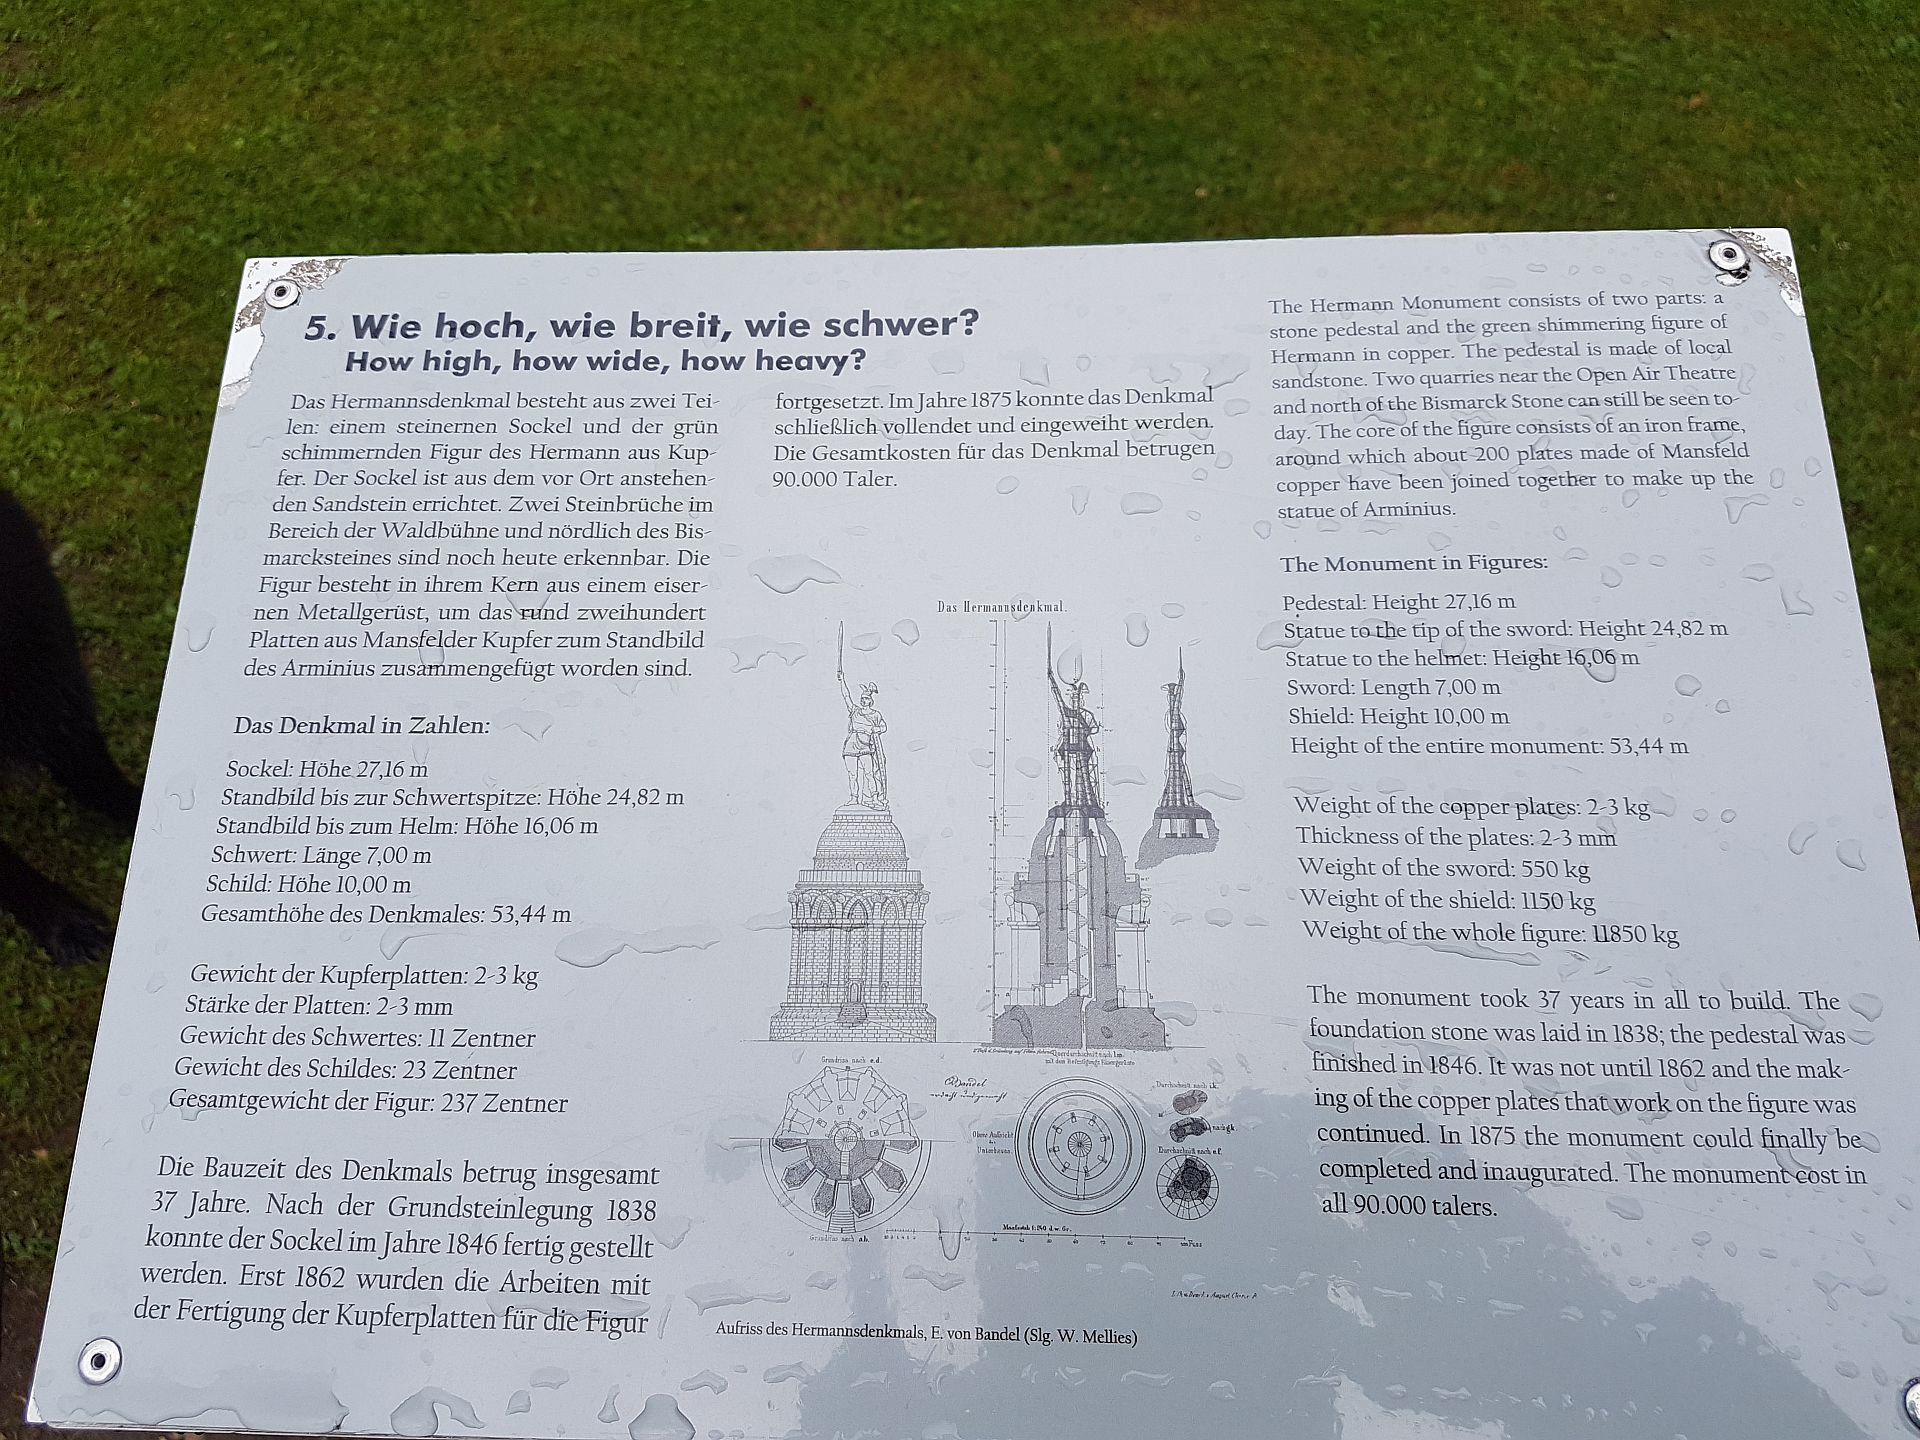 5. Wie hoch, wie breit, wie schwer?
How high, how wide, how heavy?
Das Hermannsdenkmal besteht aus zwei Tei-
len: einem steinernen Sockel und der grün
schimmernden Figur des Hermann aus Kup-
fer. Der Sockel ist aus dem vor Ort anstehen-
den Sandstein errichtet. Zwei Steinbrüche im
Bereich der Waldbühne und nördlich des Bis-
marcksteines sind noch heute erkennbar. Die
Figur besteht in ihrem Kern aus einem eiser-
nen Metallgerüst, um das rund zweihundert
Platten aus Mansfelder Kupfer zum Standbild
des Arminius zusammengefügt worden sind.
Das Denkmal in Zahlen:
Sockel: Höhe 27,16 m
Standbild bis zur Schwertspitze: Höhe 24,82 m
Standbild bis zum Helm: Höhe 16,06 m
Schwert: Länge 7,00 m
Schild: Höhe 10,00 m
Gesamthöhe des Denkmales: 53,44 m
Gewicht der Kupferplatten: 2-3 kg
Stärke der Platten: 2-3 mm
Gewicht des Schwertes: 11 Zentner
Gewicht des Schildes: 23 Zentner
Gesamtgewicht der Figur: 237 Zentner
Die Bauzeit des Denkmals betrug insgesamt
37 Jahre. Nach der Grundsteinlegung 1838
konnte der Sockel im Jahre 1846 fertig gestellt
werden. Erst 1862 wurden die Arbeiten mit
der Fertigung der Kupferplatten für die Figur
fortgesetzt. Im Jahre 1875 konnte das Denkmal
schließlich vollendet und eingeweiht werden.
Die Gesamtkosten für das Denkmal betrugen
90.000 Taler.
Das Hermannsdenkmal.
Grundriss nach c.d.
Bandel
Durchschnitt nach i.k.
nach g.h.
Obere Aufsicht
des
Unterbaues.
Durchschnitt nach e.f.
Grundriss nach a.b.
Maafsstab 1:240 d.w.Gr.
Aufriss des Hermannsdenkmals, E. von Bandel (Slg. W. Mellies)
The Hermann Monument consists of two parts: a
stone pedestal and the green shimmering figure of
Hermann in copper. The pedestal is made of local
sandstone. Two quarries near the Open Air Theatre
and north of the Bismarck Stone can still be seen to-
day. The core of the figure consists of an iron frame,
around which about 200 plates made of Mansfeld
copper have been joined together to make up the
statue of Arminius.
The Monument in Figures:
Pedestal: Height 27,16 m
Statue to the tip of the sword: Height 24,82 m
Statue to the helmet: Height 16,06 m
Sword: Length 7,00 m
Shield: Height 10,00 m
Height of the entire monument: 53,44 m
Weight of the copper plates: 2-3 kg
Thickness of the plates: 2-3 mm
Weight of the sword: 550 kg
Weight of the shield: 1150 kg
Weight of the whole figure: 11850 kg
The monument took 37 years in all to build. The
foundation stone was laid in 1838; the pedestal was
finished in 1846. It was not until 1862 and the mak-
ing of the copper plates that work on the figure was
continued. In 1875 the monument could finally be
completed and inaugurated. The monument cost in
all 90.000 talers.